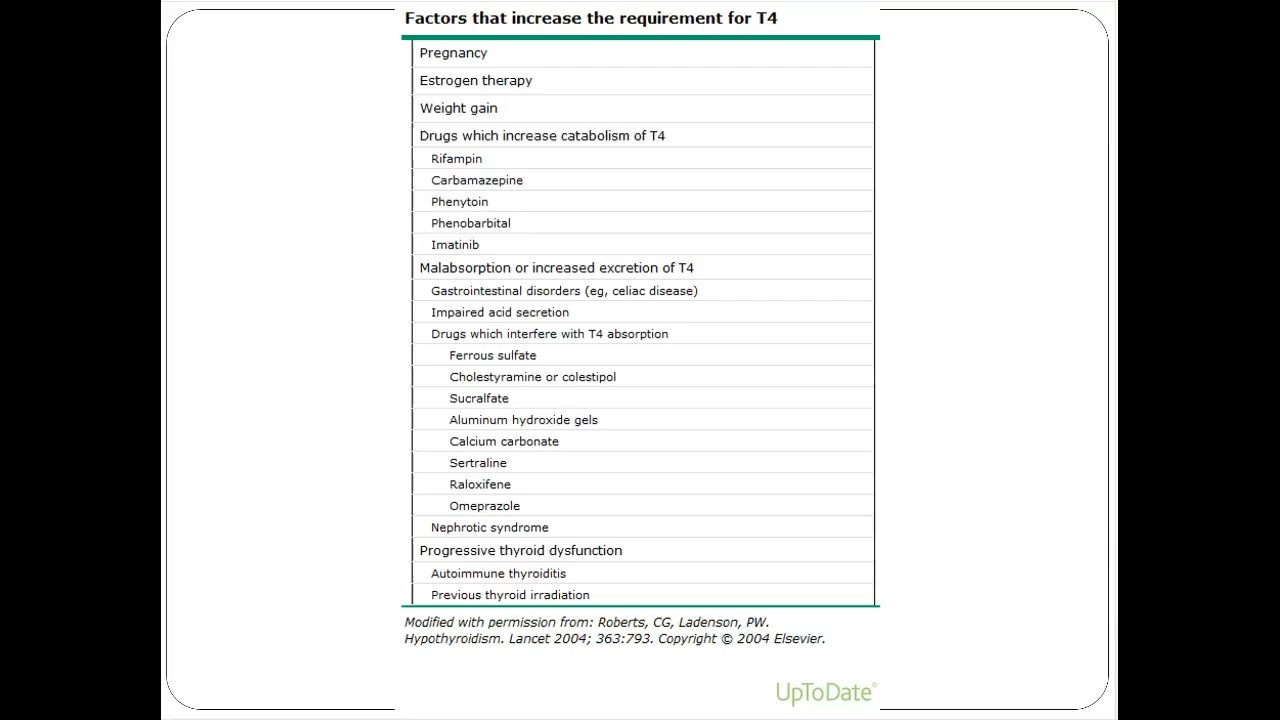 Factors that increase the requirement for T4
Pregnancy
Estrogen therapy
Weight gain
Drugs which increase catabolism of T4
Rifampin
Carbamazepine
Phenytoin
Phenobarbital
Imatinib
Malabsorption or increased excretion of T4
Gastrointestinal disorders (eg, celiac disease)
Impaired acid secretion
Drugs which interfere with T4 absorption
Ferrous sulfate
Cholestyramine or colestipol
Sucralfate
Aluminum hydroxide gels
Calcium carbonate
Sertraline
Raloxifene
Omeprazole
Nephrotic syndrome
Progressive thyroid dysfunction
Autoimmune thyroiditis
Previous thyroid irradiation
Modified with permission from: Roberts, CG, Ladenson, PW.
Hypothyroidism. Lancet 2004; 363:793. Copyright © 2004 Elsevier.
UpToDate®